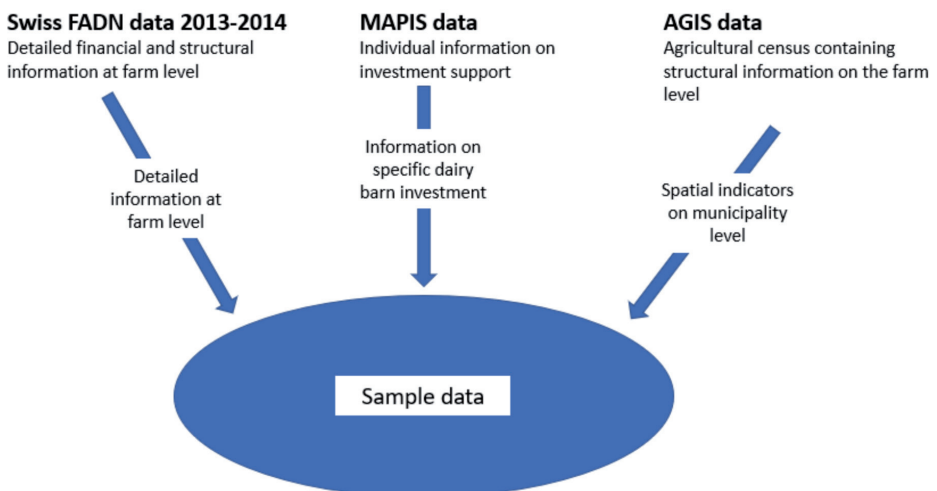 Swiss FADN data 2013-2014
Detailed financial and structural
information at farm level
MAPIS data
Individual information on
investment support
AGIS data
Agricultural census containing
structural information on the farm
level
Detailed
information at
farm level
Information on
specific dairy
barn investment
Spatial indicators
on municipality
level
Sample data